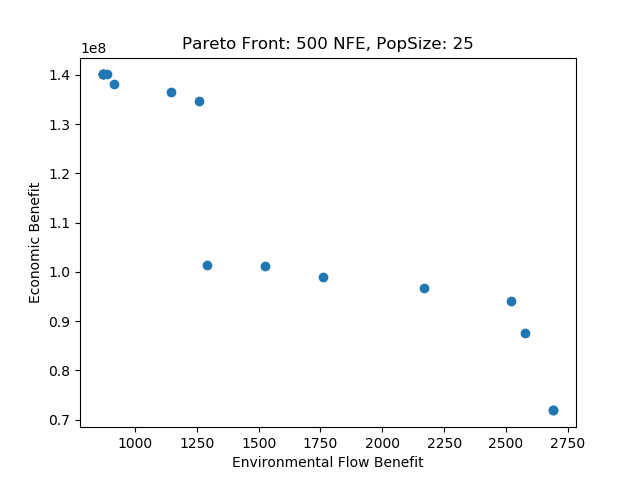 Pareto Front: 500 NFE, PopSize: 25
1e8
1.4
1.3
1.2
1.1
1.0
0.9
0.8
0.7
Economic Benefit
1000 1250 1500 1750 2000 2250 2500 2750
Environmental Flow Benefit